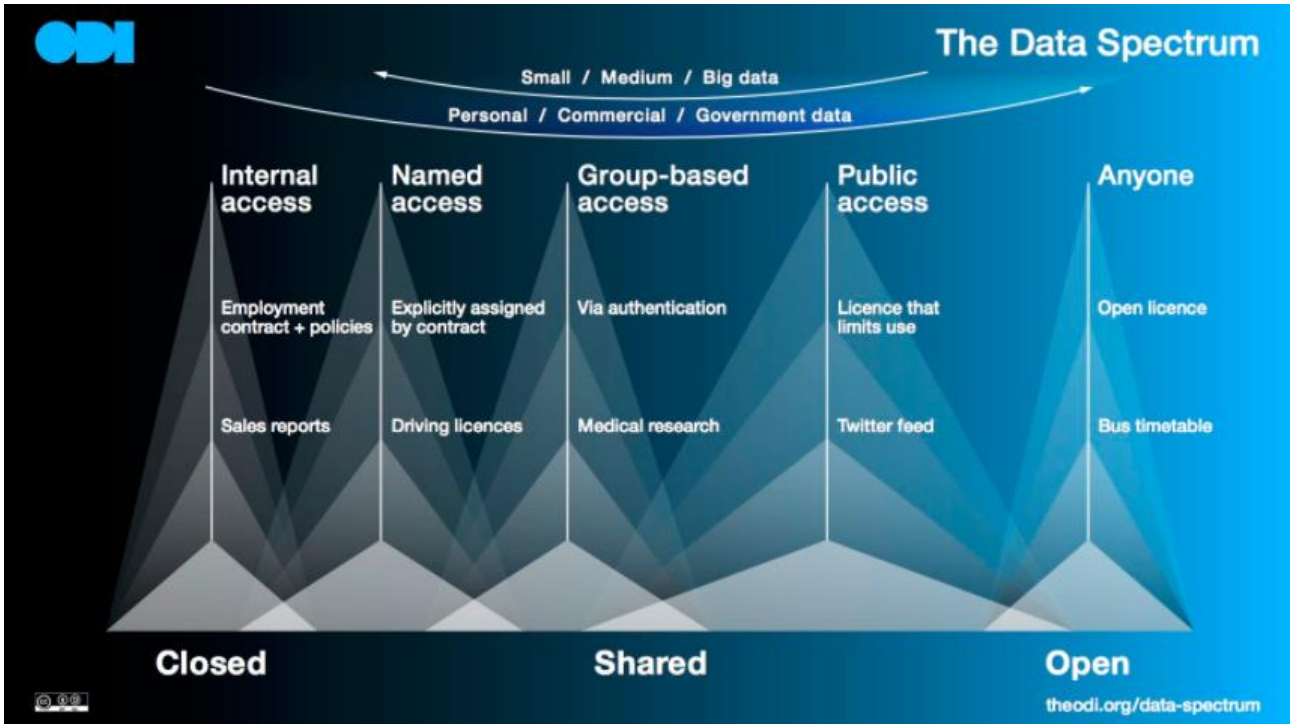 ODI
The Data Spectrum
Small / Medium / Big data
Personal / Commercial / Government data
Internal
access
Named
access
Group-based
access
Public
access
Anyone
Employment
contract + policies
Explicitly assigned
by contract
Via authentication
Licence that
limits use
Open licence
Sales reports
Driving licences
Medical research
Twitter feed
Bus timetable
Closed
Shared
Open
theodi.org/data-spectrum